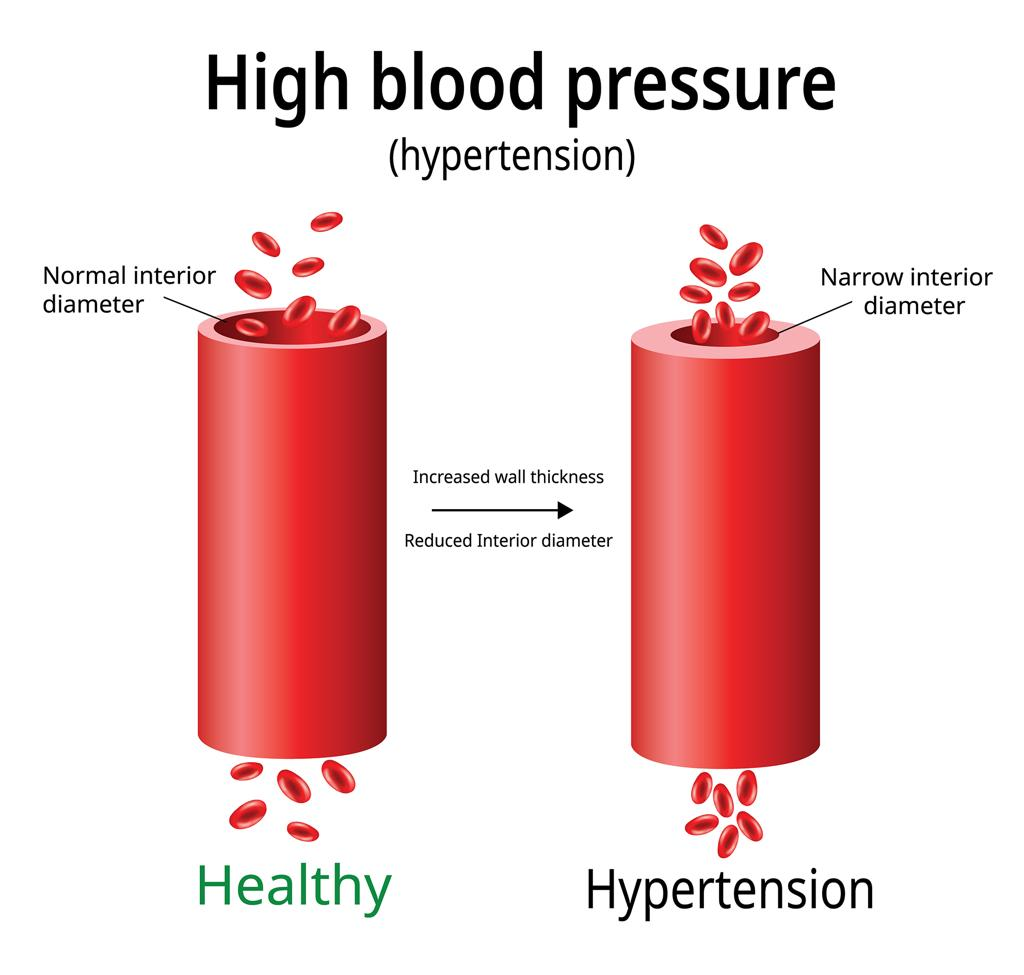 High blood pressure
(hypertension)
Normal interior
diameter
Narrow interior
diameter
Increased wall thickness
Reduced Interior diameter
Healthy
Hypertension